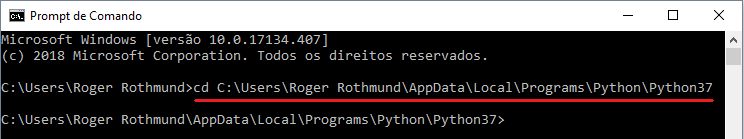 Prompt de Comando
Microsoft Windows [versão 10.0.17134.407]
(c) 2018 Microsoft Corporation. Todos os direitos reservados.
C:\Users\Roger Rothmund>cd C:\Users\Roger Rothmund\AppData\Local\Programs\Python\Python37
C:\Users\Roger Rothmund\AppData\Local\Programs\Python\Python37>